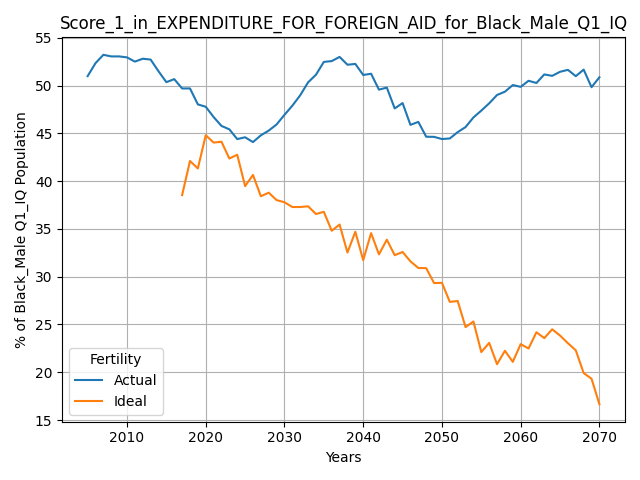 Score_1_in_EXPENDITURE_FOR_FOREIGN_AID_for_Black_Male_Q1_IQ
% of Black_Male Q1_IQ Population
55
50
45
40
35
30
25
20
15
Fertility
Actual
Ideal
2010 2020 2030 2040 2050 2060 2070
Years